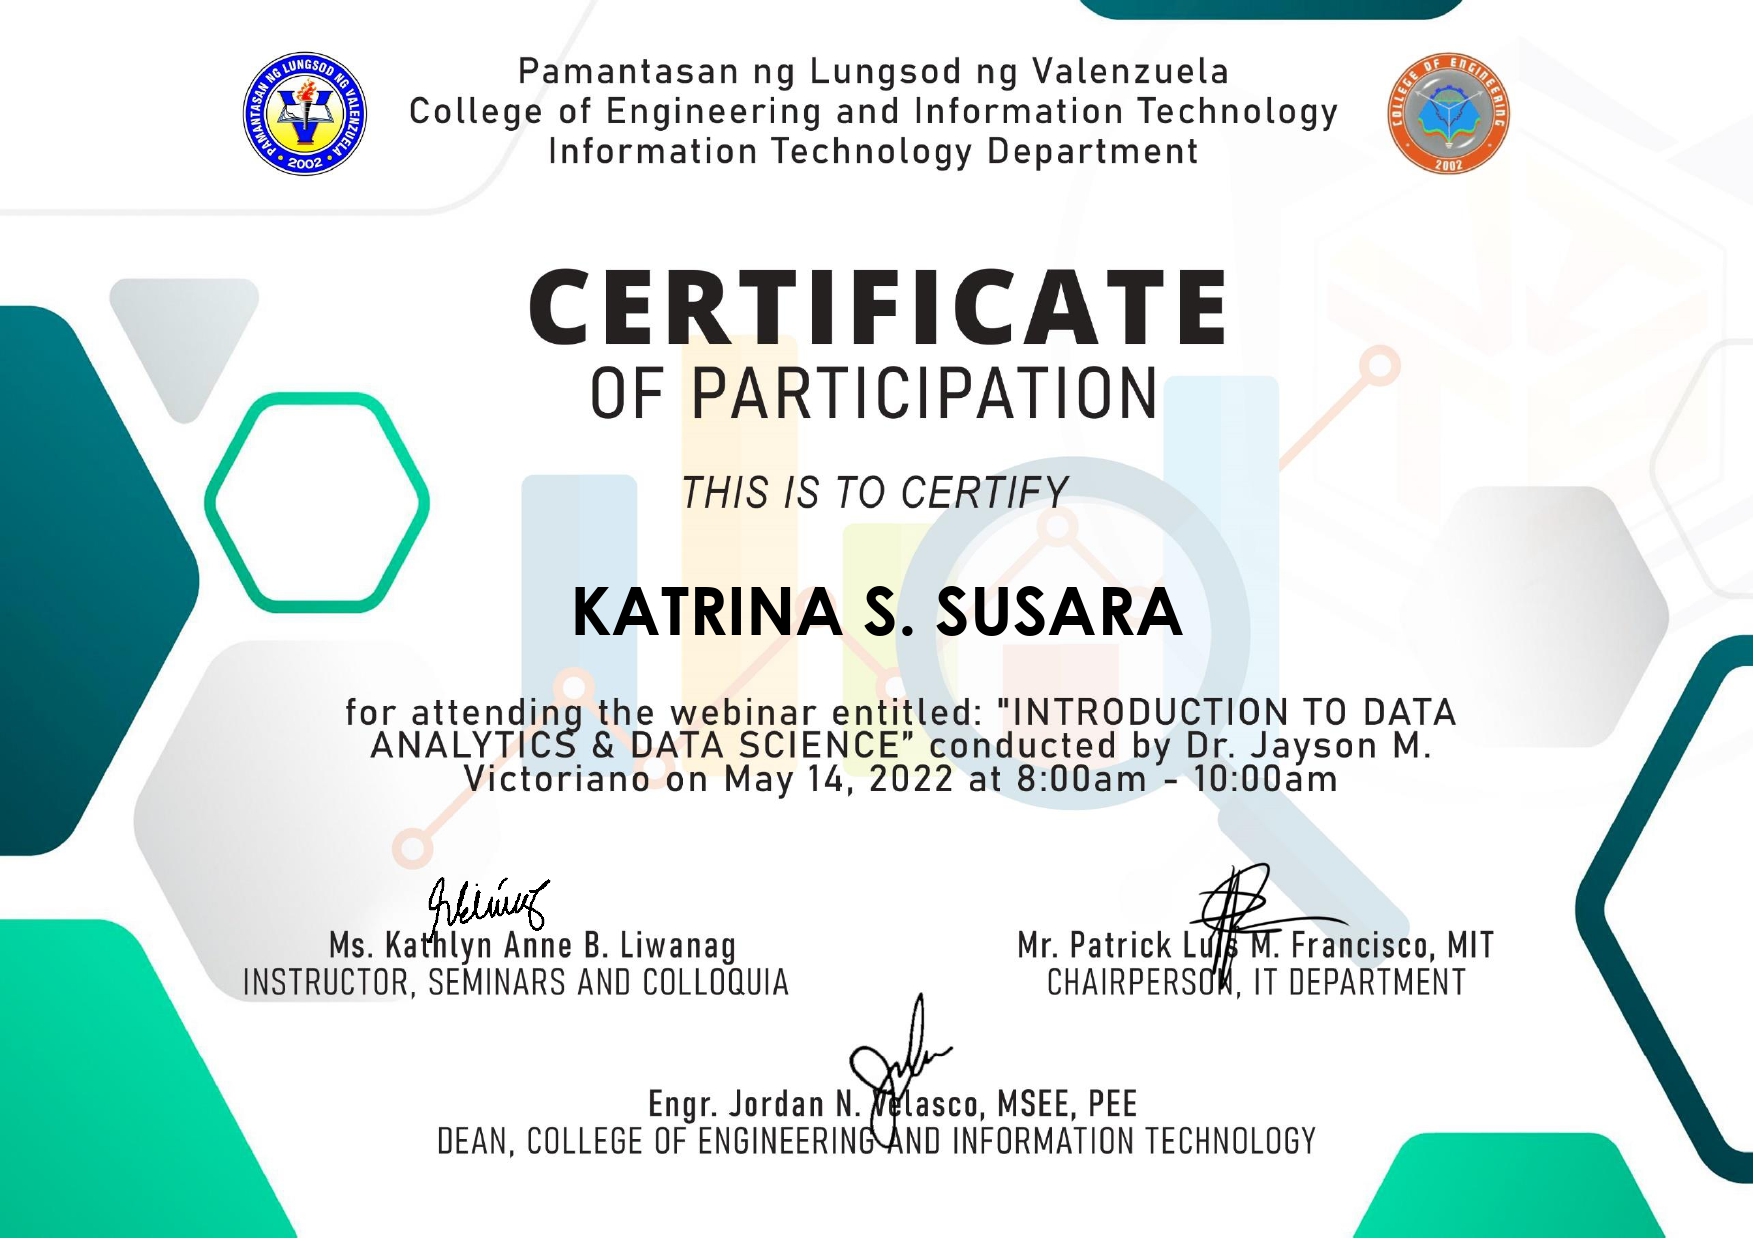 Pamantasan ng Lungsod ng Valenzuela
College of Engineering and Information Technology
Information Technology Department
PAMANTASAN NG LUNGSOD NG VALENZUELA
2002
COLLEGE OF ENGINEERING
2002
CERTIFICATE
OF PARTICIPATION
THIS IS TO CERTIFY
KATRINA S. SUSARA
for attending the webinar entitled: "INTRODUCTION TO DATA
ANALYTICS & DATA SCIENCE” conducted by Dr. Jayson M.
Victoriano on May 14, 2022 at 8:00am - 10:00am
Ms. Kathlyn Anne B. Liwanag
INSTRUCTOR, SEMINARS AND COLLOQUIA
Mr. Patrick Luis M. Francisco, MIT
CHAIRPERSON, IT DEPARTMENT
Engr. Jordan N. Velasco, MSEE, PEE
DEAN, COLLEGE OF ENGINEERING AND INFORMATION TECHNOLOGY